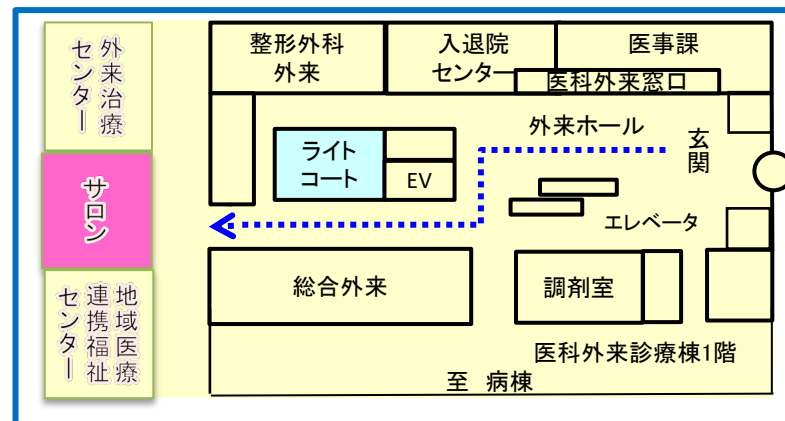 外来治療
センター
サロン
地域医療
連携福祉
センター
整形外科
外来
入退院
センター
医事課
医科外来窓口
外来ホール
玄関
ライト
コート
EV
エレベータ
総合外来
調剤室
医科外来診療棟1階
至 病棟